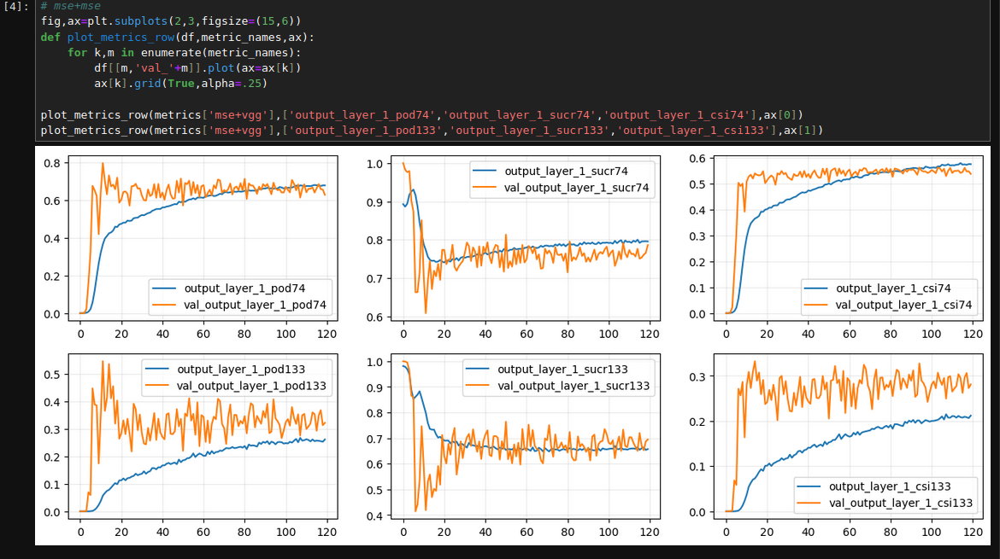 [4]: # mse+mse
fig,ax=plt.subplots(2,3,figsize=(15,6))
def plot_metrics_row(df,metric_names,ax):
    for k,m in enumerate(metric_names):
        df[[m,'val_'+m]].plot(ax=ax[k])
        ax[k].grid(True,alpha=.25)

plot_metrics_row(metrics['mse+vgg'],['output_layer_1_pod74','output_layer_1_sucr74','output_layer_1_csi74'],ax[0])
plot_metrics_row(metrics['mse+vgg'],['output_layer_1_pod133','output_layer_1_sucr133','output_layer_1_csi133'],ax[1])
0.8
0.6
0.4
0.2
0.0
output_layer_1_pod74
val_output_layer_1_pod74
0 20 40 60 80 100 120
1.0
0.9
0.8
0.7
0.6
output_layer_1_sucr74
val_output_layer_1_sucr74
0 20 40 60 80 100 120
0.6
0.5
0.4
0.3
0.2
0.1
0.0
output_layer_1_csi74
val_output_layer_1_csi74
0 20 40 60 80 100 120
0.5
0.4
0.3
0.2
0.1
0.0
output_layer_1_pod133
val_output_layer_1_pod133
0 20 40 60 80 100 120
1.0
0.9
0.8
0.7
0.6
0.5
0.4
output_layer_1_sucr133
val_output_layer_1_sucr133
0 20 40 60 80 100 120
0.3
0.2
0.1
0.0
output_layer_1_csi133
val_output_layer_1_csi133
0 20 40 60 80 100 120